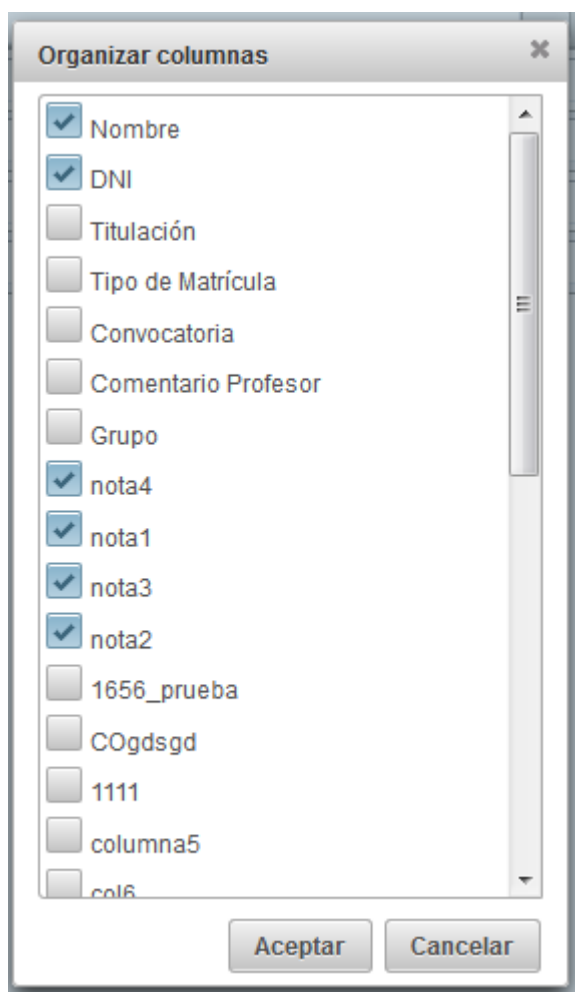 Organizar columnas
Nombre
DNI
Titulación
Tipo de Matrícula
Convocatoria
Comentario Profesor
Grupo
nota4
nota1
nota3
nota2
1656_prueba
COgdsgd
1111
columna5
col6
Aceptar Cancelar